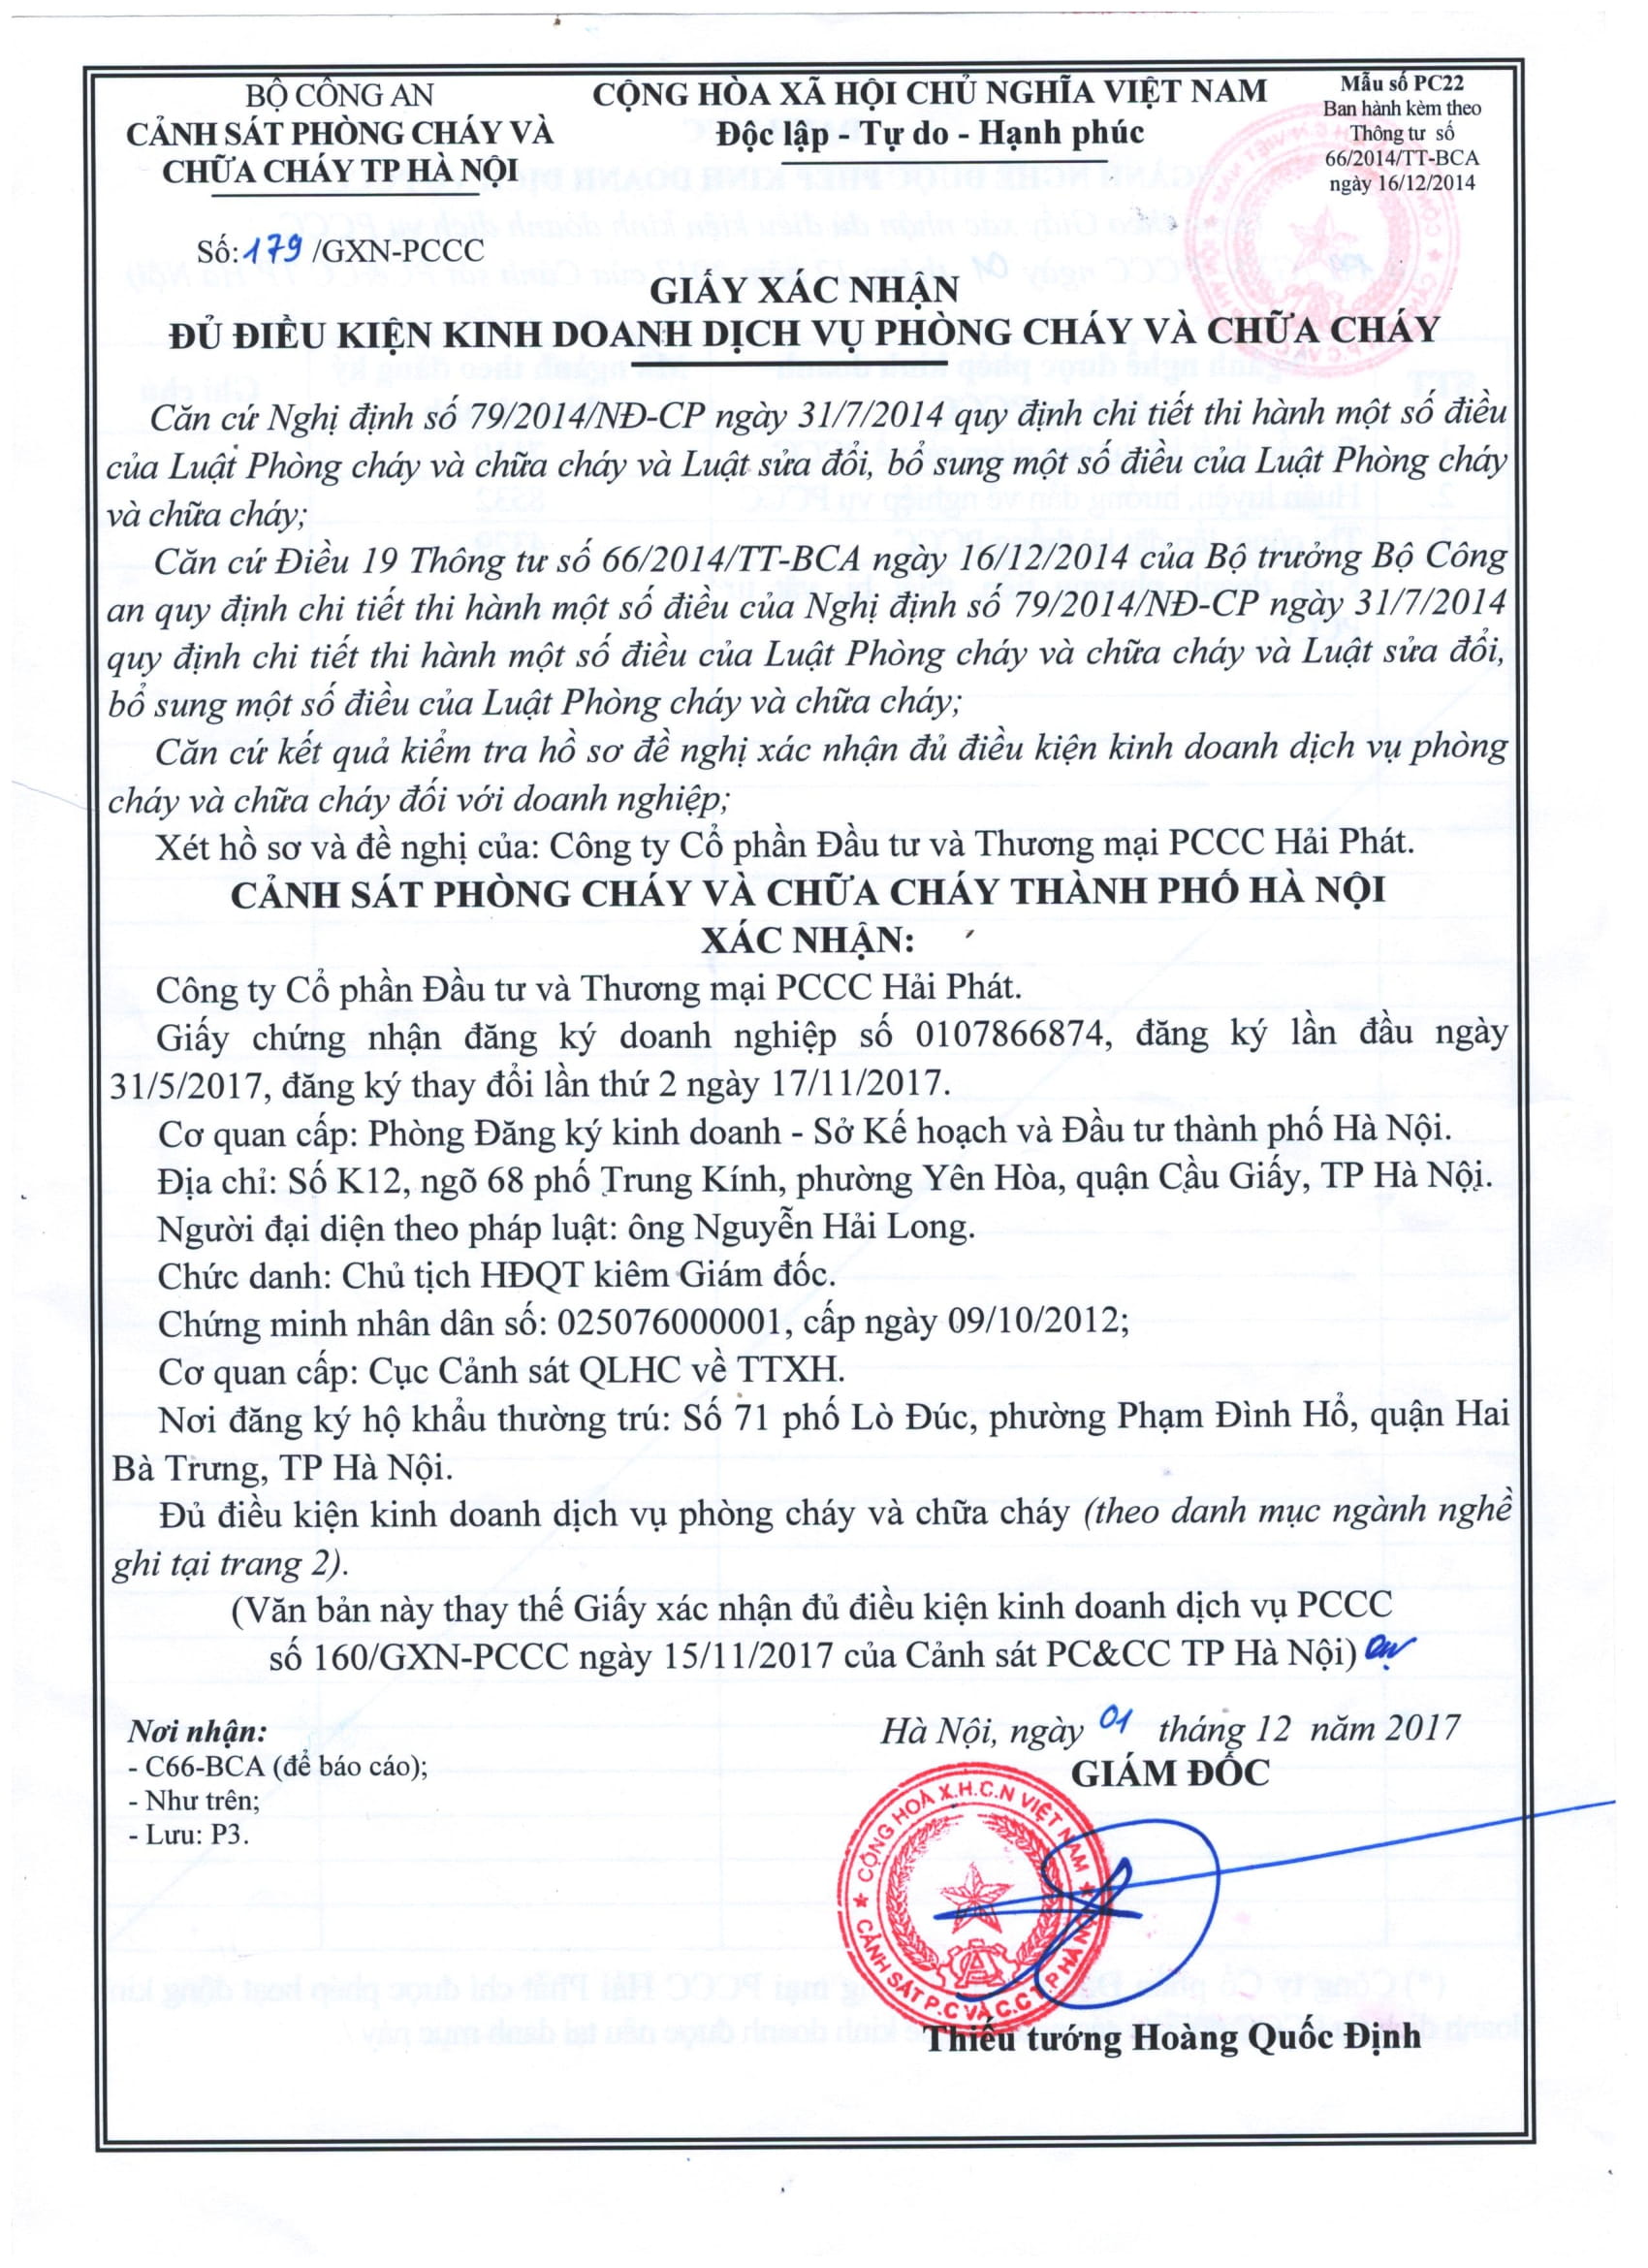 BỘ CÔNG AN
CẢNH SÁT PHÒNG CHÁY VÀ
CHỮA CHÁY TP HÀ NỘI
Số: 179 /GXN-PCCC
CỘNG HÒA XÃ HỘI CHỦ NGHĨA VIỆT NAM
Độc lập - Tự do - Hạnh phúc
Mẫu số PC22
Ban hành kèm theo
Thông tư số
66/2014/TT-BCA
ngày 16/12/2014
GIẤY XÁC NHẬN
ĐỦ ĐIỀU KIỆN KINH DOANH DỊCH VỤ PHÒNG CHÁY VÀ CHỮA CHÁY
Căn cứ Nghị định số 79/2014/NĐ-CP ngày 31/7/2014 quy định chi tiết thi hành một số điều
của Luật Phòng cháy và chữa cháy và Luật sửa đổi, bổ sung một số điều của Luật Phòng cháy
và chữa cháy;
Căn cứ Điều 19 Thông tư số 66/2014/TT-BCA ngày 16/12/2014 của Bộ trưởng Bộ Công
an quy định chi tiết thi hành một số điều của Nghị định số 79/2014/NĐ-CP ngày 31/7/2014
quy định chi tiết thi hành một số điều của Luật Phòng cháy và chữa cháy và Luật sửa đổi,
bổ sung một số điều của Luật Phòng cháy và chữa cháy;
Căn cứ kết quả kiểm tra hồ sơ đề nghị xác nhận đủ điều kiện kinh doanh dịch vụ phòng
cháy và chữa cháy đối với doanh nghiệp;
Xét hồ sơ và đề nghị của: Công ty Cổ phần Đầu tư và Thương mại PCCC Hải Phát.
CẢNH SÁT PHÒNG CHÁY VÀ CHỮA CHÁY THÀNH PHỐ HÀ NỘI
XÁC NHẬN:
Công ty Cổ phần Đầu tư và Thương mại PCCC Hải Phát.
Giấy chứng nhận đăng ký doanh nghiệp số 0107866874, đăng ký lần đầu ngày
31/5/2017, đăng ký thay đổi lần thứ 2 ngày 17/11/2017.
Cơ quan cấp: Phòng Đăng ký kinh doanh - Sở Kế hoạch và Đầu tư thành phố Hà Nội.
Địa chỉ: Số K12, ngõ 68 phố Trung Kính, phường Yên Hòa, quận Cầu Giấy, TP Hà Nội.
Người đại diện theo pháp luật: ông Nguyễn Hải Long.
Chức danh: Chủ tịch HĐQT kiêm Giám đốc.
Chứng minh nhân dân số: 025076000001, cấp ngày 09/10/2012;
Cơ quan cấp: Cục Cảnh sát QLHC về TTXH.
Nơi đăng ký hộ khẩu thường trú: Số 71 phố Lò Đúc, phường Phạm Đình Hổ, quận Hai
Bà Trưng, TP Hà Nội.
Đủ điều kiện kinh doanh dịch vụ phòng cháy và chữa cháy (theo danh mục ngành nghề
ghi tại trang 2).
(Văn bản này thay thế Giấy xác nhận đủ điều kiện kinh doanh dịch vụ PCCC
số 160/GXN-PCCC ngày 15/11/2017 của Cảnh sát PC&CC TP Hà Nội)
Nơi nhận:
- C66-BCA (để báo cáo);
- Như trên;
- Lưu: P3.
Hà Nội, ngày 01 tháng 12 năm 2017
GIÁM ĐỐC
CỘNG HOÀ X.H.C.N VIỆT NAM
CẢNH SÁT P.C VÀ C.C T.P HÀ NỘI
Thiếu tướng Hoàng Quốc Định